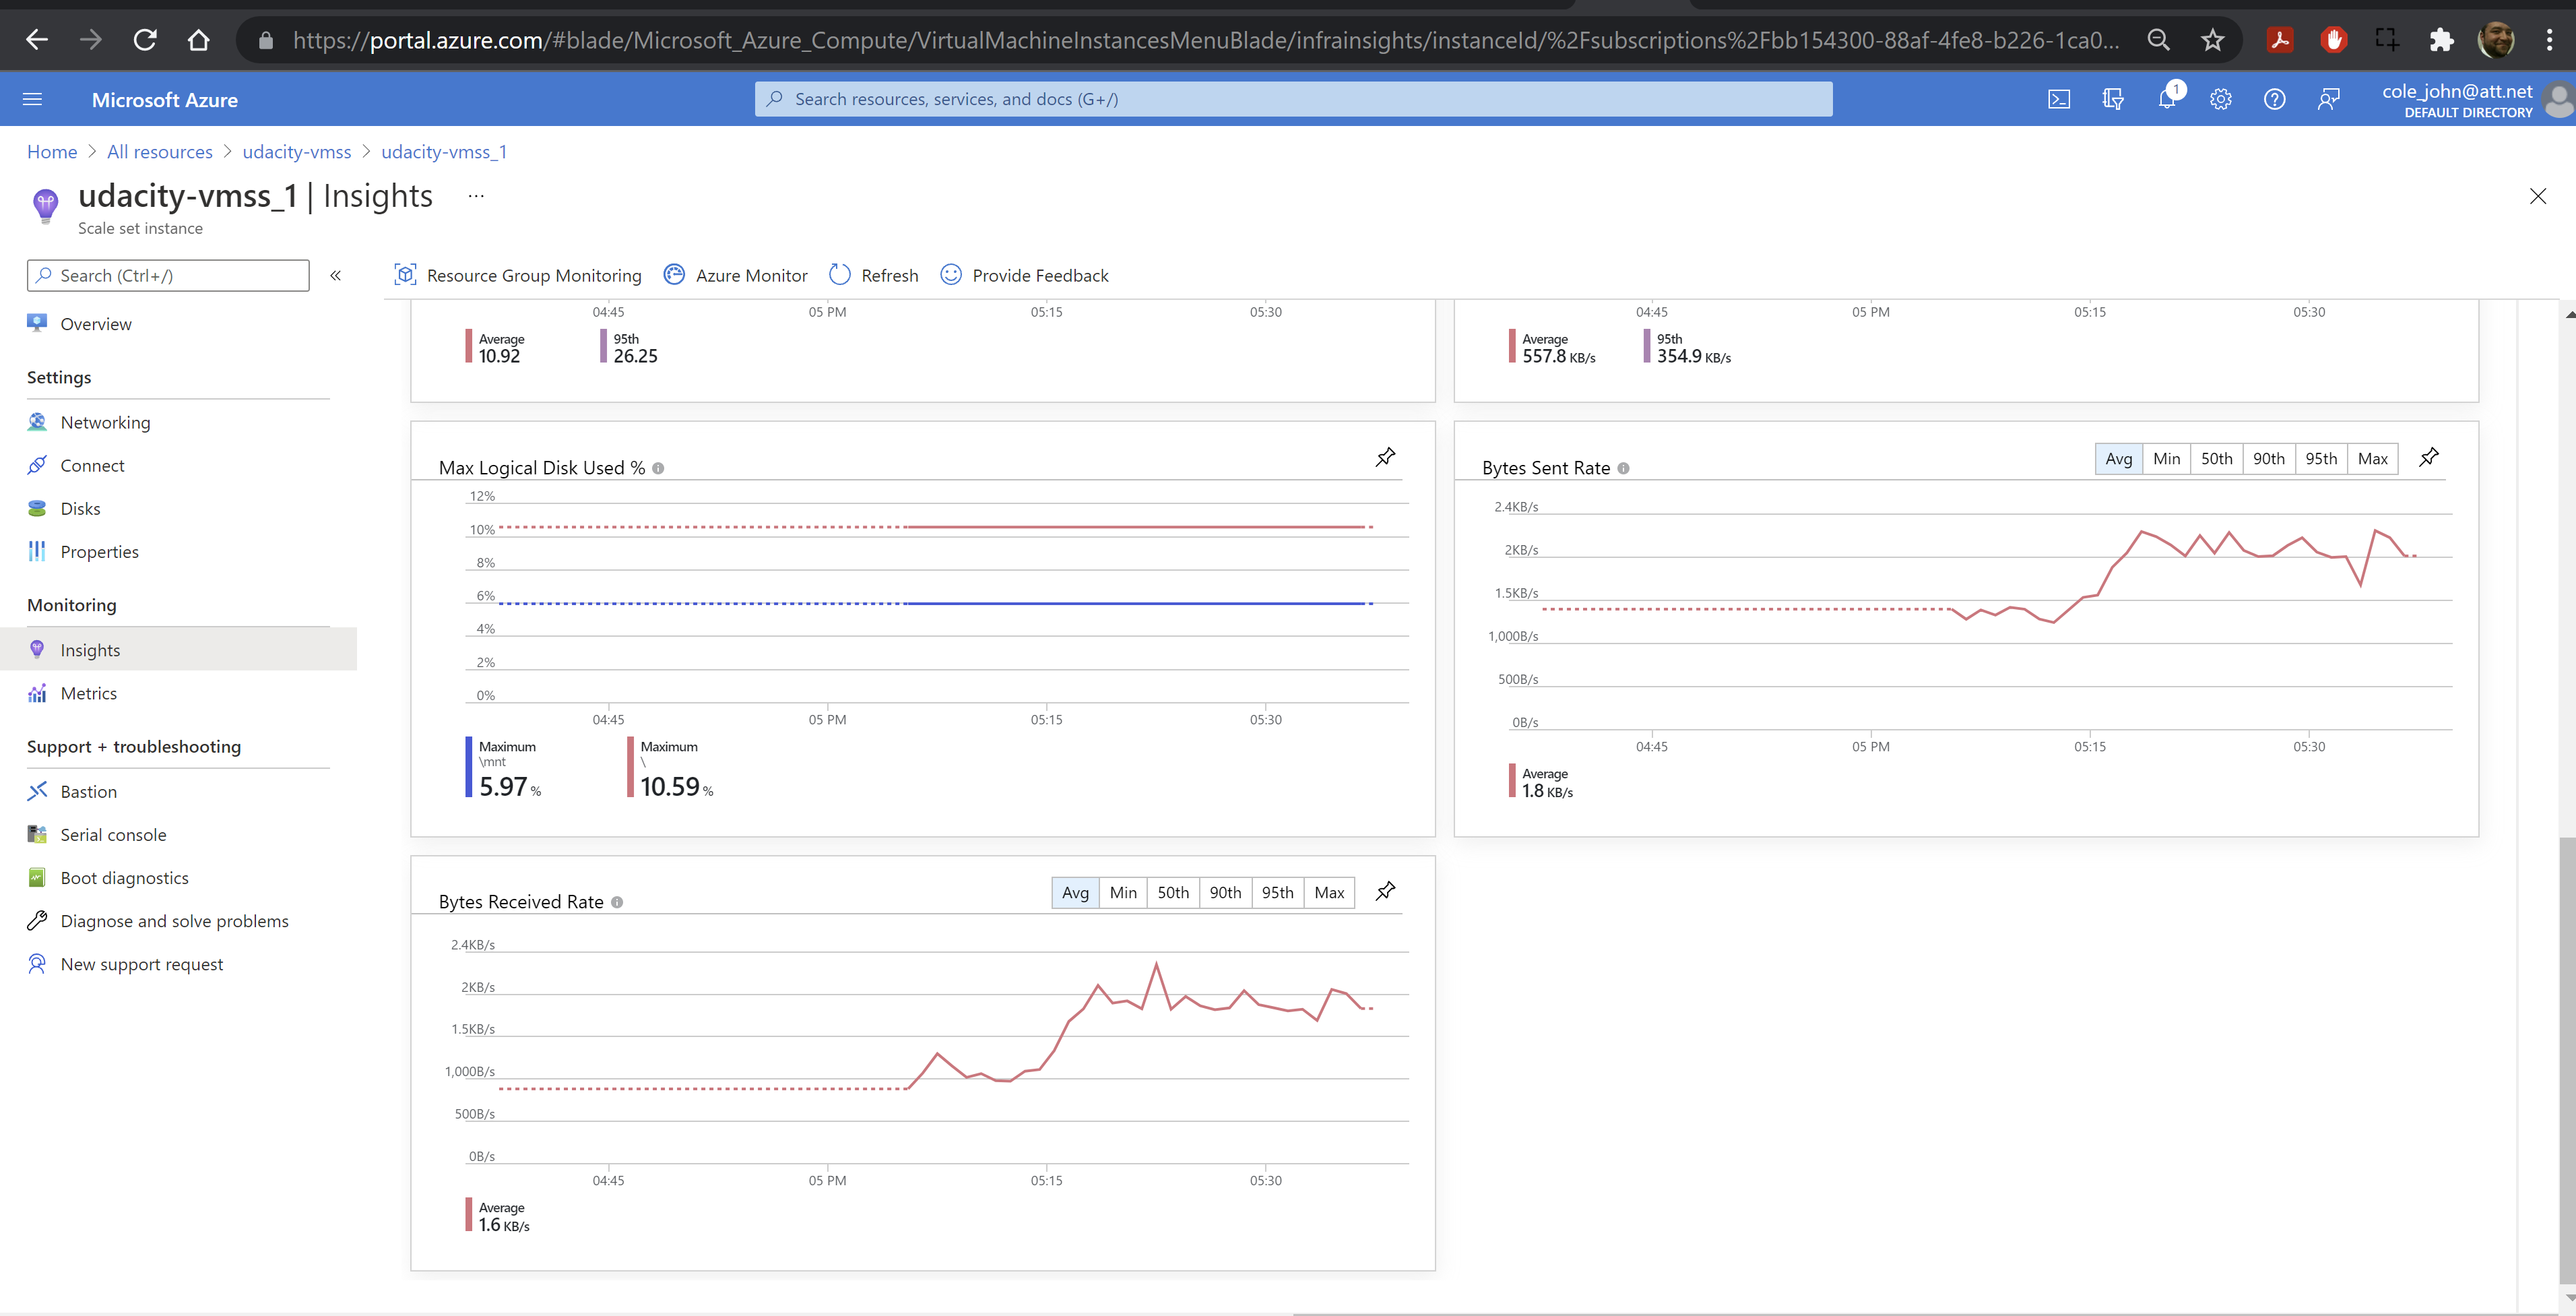 https://portal.azure.com/#blade/Microsoft_Azure_Compute/VirtualMachineInstancesMenuBlade/infrainsights/instanceId/%2Fsubscriptions%2Fbb154300-88af-4fe8-b226-1ca0...
Microsoft Azure
Search resources, services, and docs (G+/)
1
cole_john@att.net
DEFAULT DIRECTORY
Home > All resources > udacity-vmss > udacity-vmss_1
udacity-vmss_1 | Insights ...
Scale set instance
Search (Ctrl+/)
«
Overview
Settings
Networking
Connect
Disks
Properties
Monitoring
Insights
Metrics
Support + troubleshooting
Bastion
Serial console
Boot diagnostics
Diagnose and solve problems
New support request
Resource Group Monitoring Azure Monitor Refresh Provide Feedback
04:45 05 PM 05:15 05:30
Average 95th
10.92 26.25
04:45 05 PM 05:15 05:30
Average 95th
557.8 KB/s 354.9 KB/s
Max Logical Disk Used %
12%
10%
8%
6%
4%
2%
0%
04:45 05 PM 05:15 05:30
Maximum Maximum
\mnt \
5.97 % 10.59 %
Bytes Sent Rate
Avg Min 50th 90th 95th Max
2.4KB/s
2KB/s
1.5KB/s
1,000B/s
500B/s
0B/s
04:45 05 PM 05:15 05:30
Average
1.8 KB/s
Bytes Received Rate
Avg Min 50th 90th 95th Max
2.4KB/s
2KB/s
1.5KB/s
1,000B/s
500B/s
0B/s
04:45 05 PM 05:15 05:30
Average
1.6 KB/s